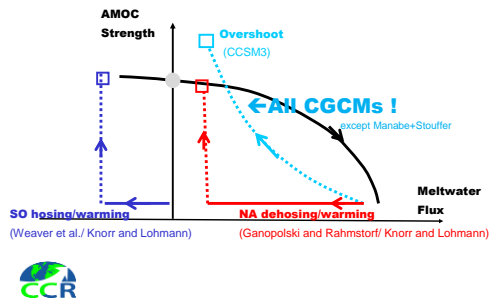 AMOC
Strength
Overshoot
(CCSM3)
←All CGCMs !
except Manabe+Stouffer
Meltwater
Flux
SO hosing/warming
(Weaver et al./ Knorr and Lohmann)
NA dehosing/warming
(Ganopolski and Rahmstorf/ Knorr and Lohmann)
CCR